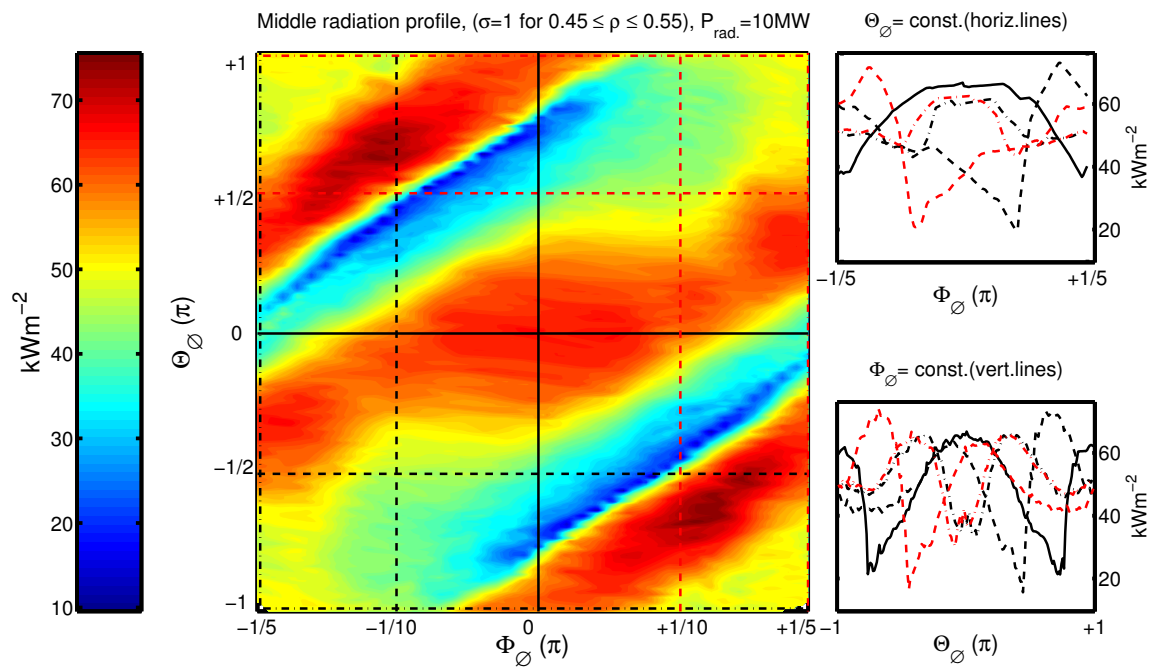 Middle radiation profile, (σ=1 for 0.45 ≤ ρ ≤ 0.55), P_rad.=10MW
Θ_∅= const.(horiz.lines)
70
60
50
40
30
20
10
kWm⁻²
+1
+1/2
0
−1/2
−1
Θ_∅ (π)
−1/5
−1/10
0
+1/10
+1/5
Φ_∅ (π)
60
40
20
kWm⁻²
−1/5
+1/5
Φ_∅ (π)
Φ_∅= const.(vert.lines)
60
40
20
kWm⁻²
-1
+1
Θ_∅ (π)